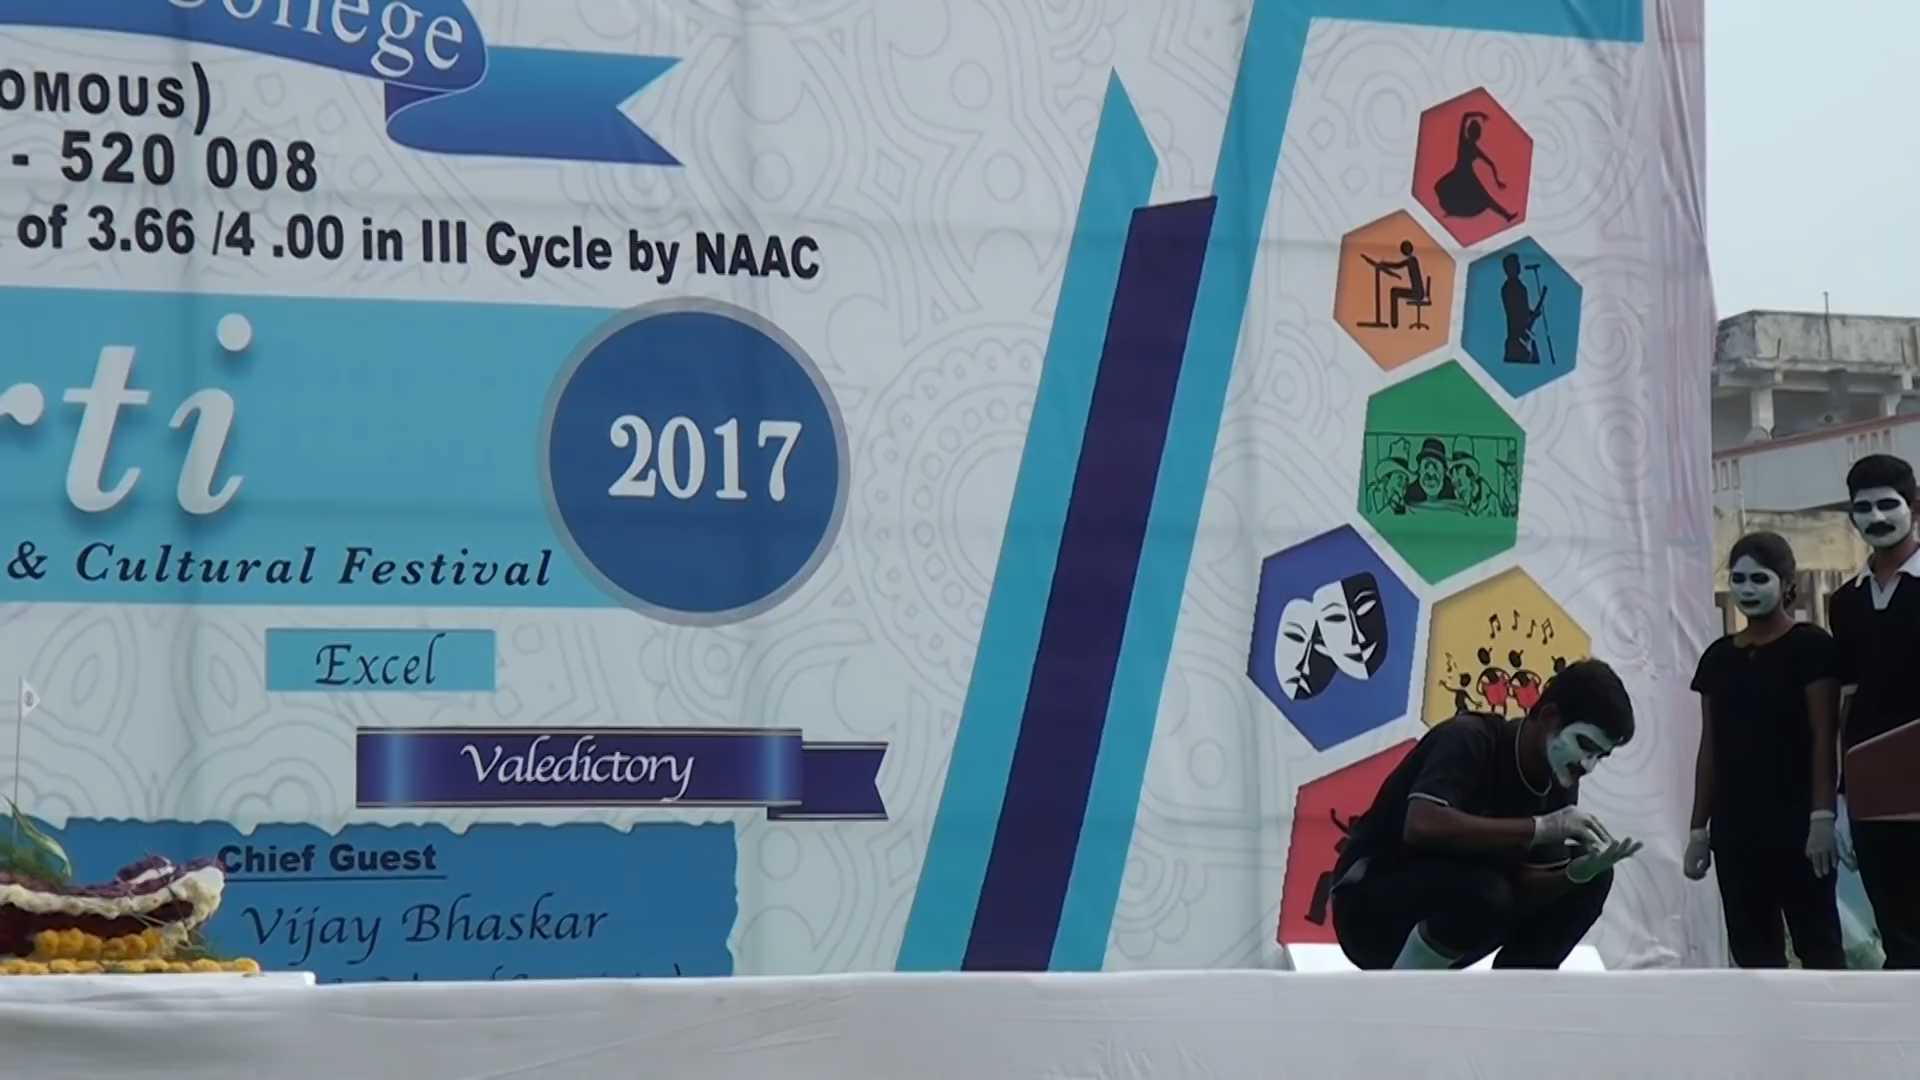 College
OMOUS)
- 520 008
of 3.66 /4 .00 in III Cycle by NAAC
rti
2017
& Cultural Festival
Excel
Valedictory
Chief Guest
Vijay Bhaskar